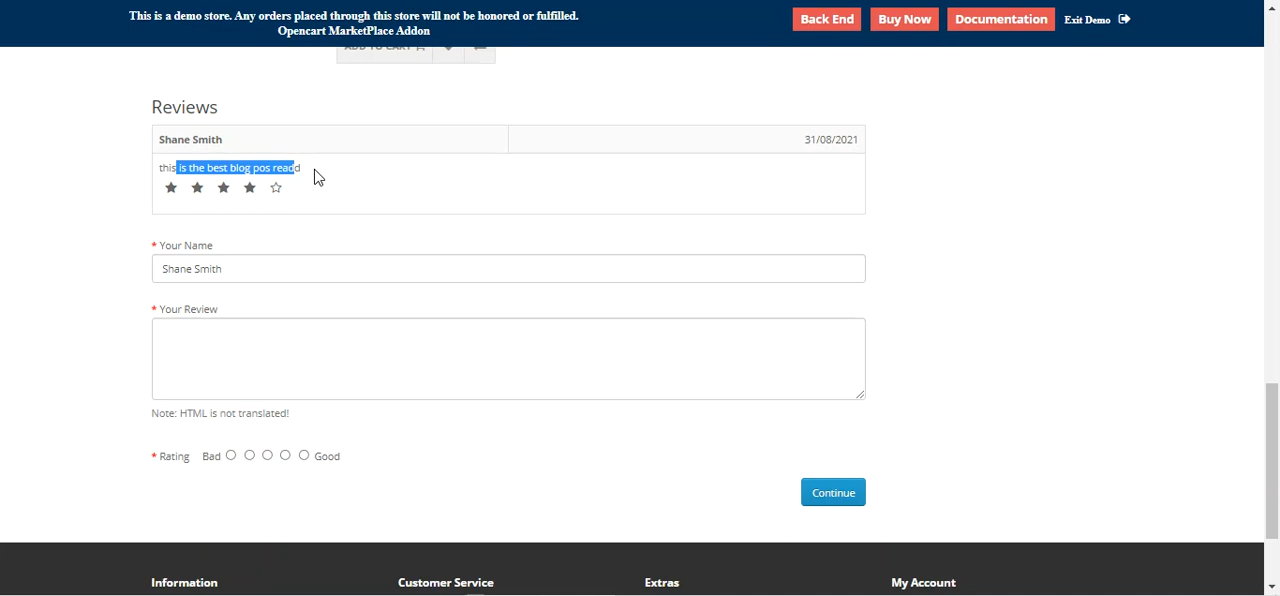 This is a demo store. Any orders placed through this store will not be honored or fulfilled.
Opencart MarketPlace Addon
Back End
Buy Now
Documentation
Exit Demo
ADD TO CART
Reviews
Shane Smith
31/08/2021
this is the best blog pos readd
* Your Name
Shane Smith
* Your Review
Note: HTML is not translated!
* Rating Bad Good
Continue
Information
Customer Service
Extras
My Account